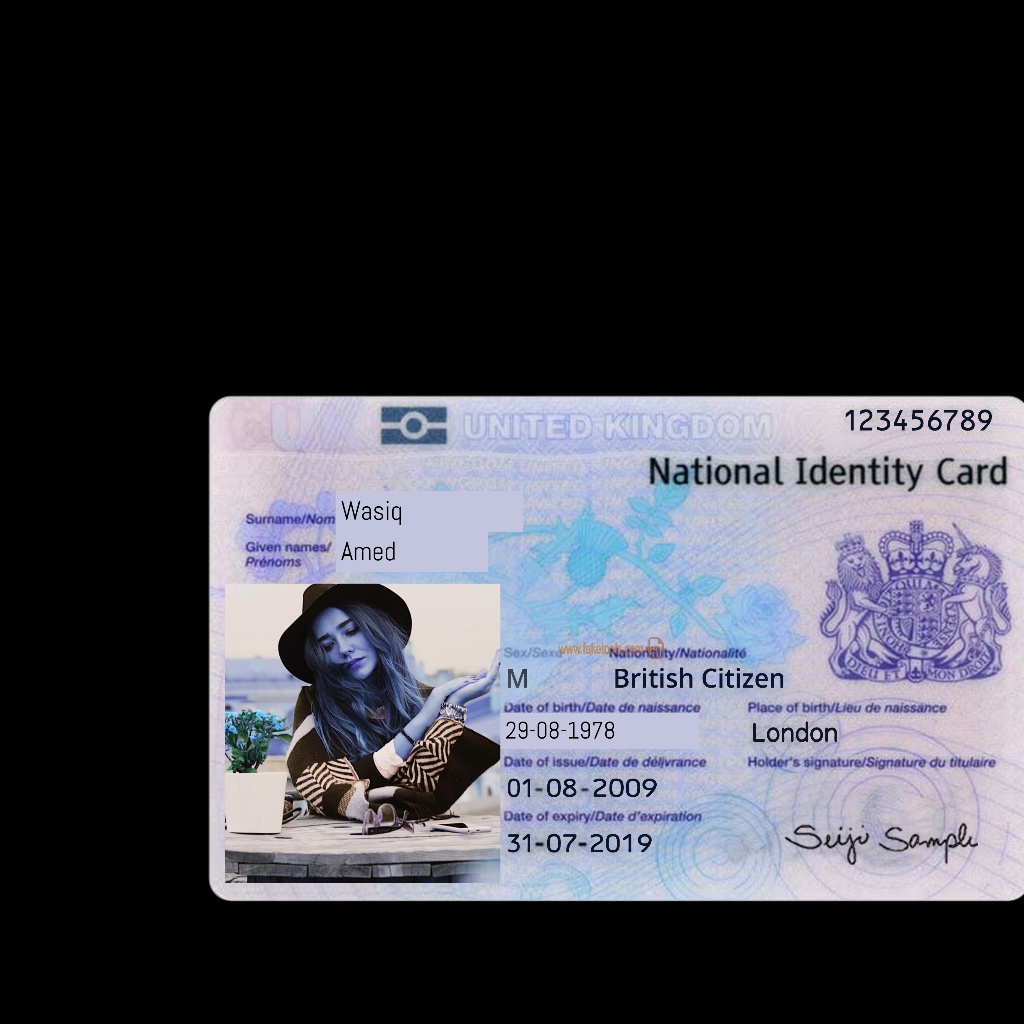 UK
UNITED KINGDOM
123456789
National Identity Card
Surname/Nom
Wasiq
Given names/
Prénoms
Amed
Sex/Sexe
Nationality/Nationalité
M
British Citizen
Date of birth/Date de naissance
Place of birth/Lieu de naissance
29-08-1978
London
Date of issue/Date de délivrance
Holder's signature/Signature du titulaire
01-08-2009
Date of expiry/Date d'expiration
31-07-2019
Seiji Sample
DIEU ET MON DROIT